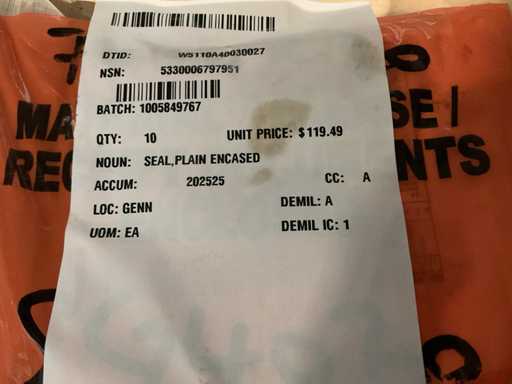 DTID: W5110A40030027
NSN: 5330006797951
BATCH: 1005849767
QTY: 10 UNIT PRICE: $119.49
NOUN: SEAL,PLAIN ENCASED
ACCUM: 202525 CC: A
LOC: GENN DEMIL: A
UOM: EA DEMIL IC: 1